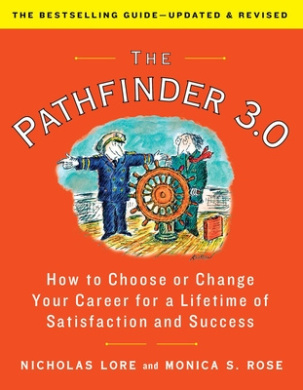 THE BESTSELLING GUIDE—UPDATED & REVISED
THE
PATHFINDER 3.0
How to Choose or Change
Your Career for a Lifetime of
Satisfaction and Success
NICHOLAS LORE AND MONICA S. ROSE